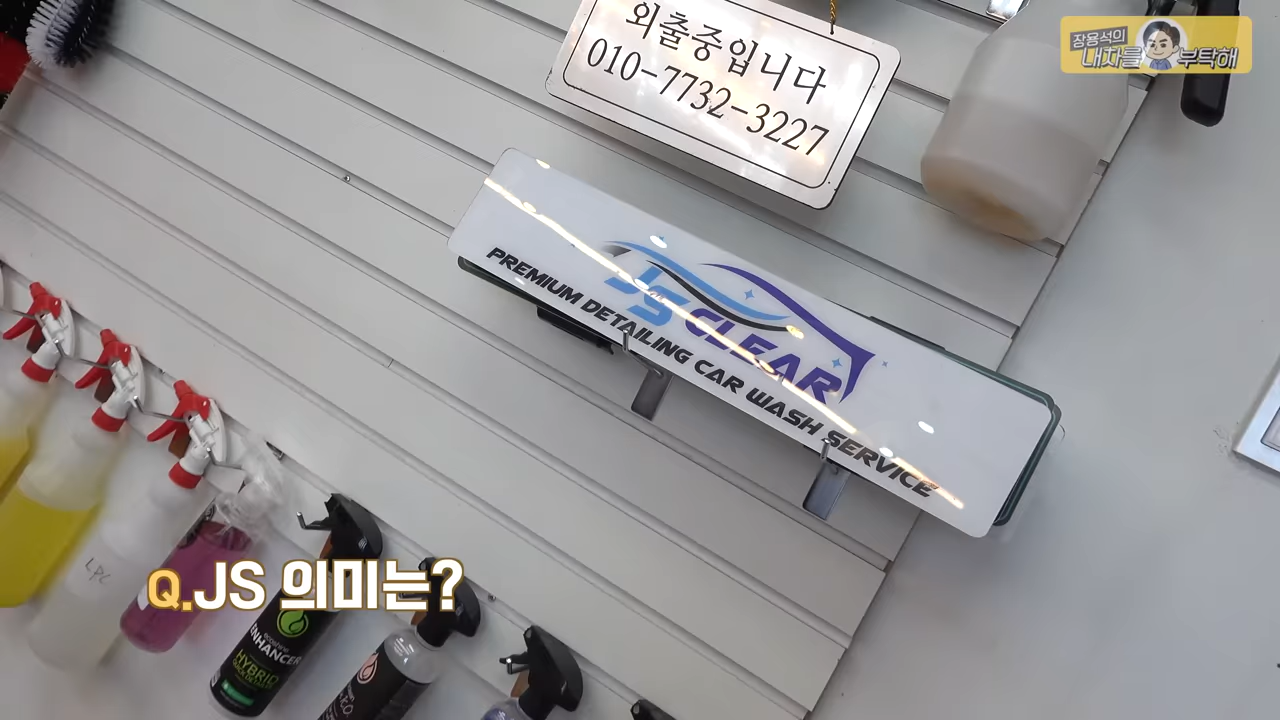 외출중입니다
010-7732-3227
장용석의
내차를 부탁해
JS CLEAR
PREMIUM DETAILING CAR WASH SERVICE
LPC
ENHANCER
HYBRID
Q.JS 의미는?